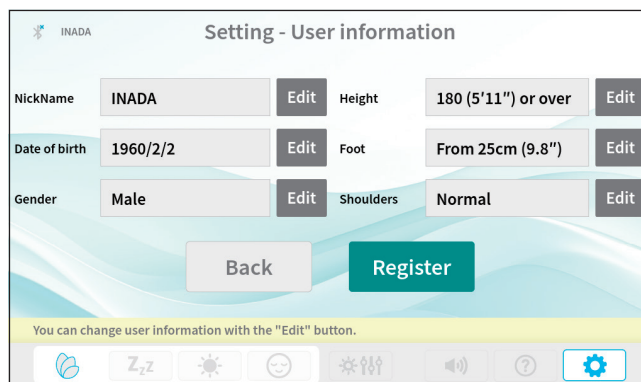 INADA
Setting - User information
NickName INADA Edit Height 180 (5'11") or over Edit
Date of birth 1960/2/2 Edit Foot From 25cm (9.8") Edit
Gender Male Edit Shoulders Normal Edit
Back Register
You can change user information with the "Edit" button.
ZzZ ?